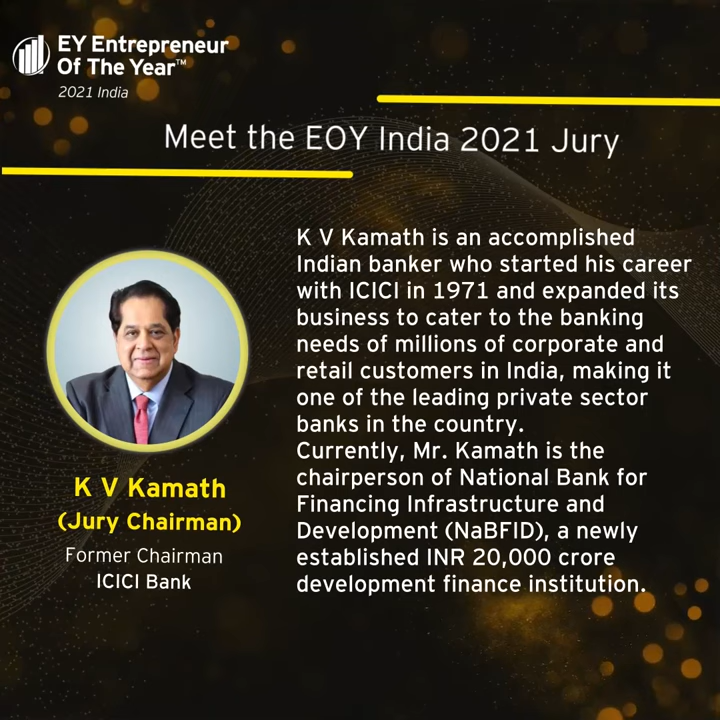 EY Entrepreneur
Of The Year™
2021 India
Meet the EOY India 2021 Jury
K V Kamath
(Jury Chairman)
Former Chairman
ICICI Bank
K V Kamath is an accomplished
Indian banker who started his career
with ICICI in 1971 and expanded its
business to cater to the banking
needs of millions of corporate and
retail customers in India, making it
one of the leading private sector
banks in the country.
Currently, Mr. Kamath is the
chairperson of National Bank for
Financing Infrastructure and
Development (NaBFID), a newly
established INR 20,000 crore
development finance institution.